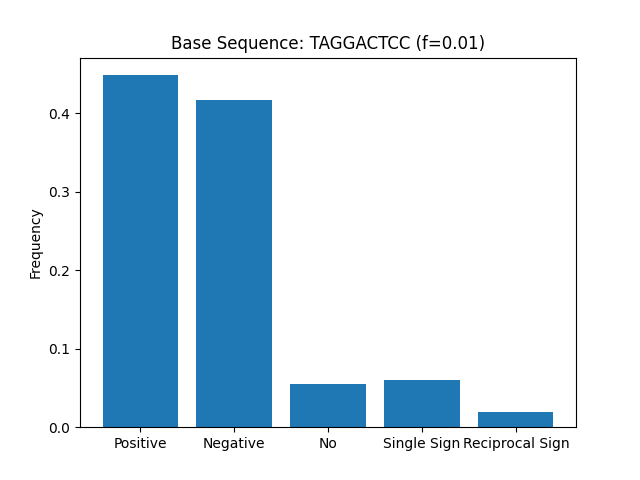 Base Sequence: TAGGACTCC (f=0.01)
Frequency
0.4
0.3
0.2
0.1
0.0
Positive Negative No Single Sign Reciprocal Sign